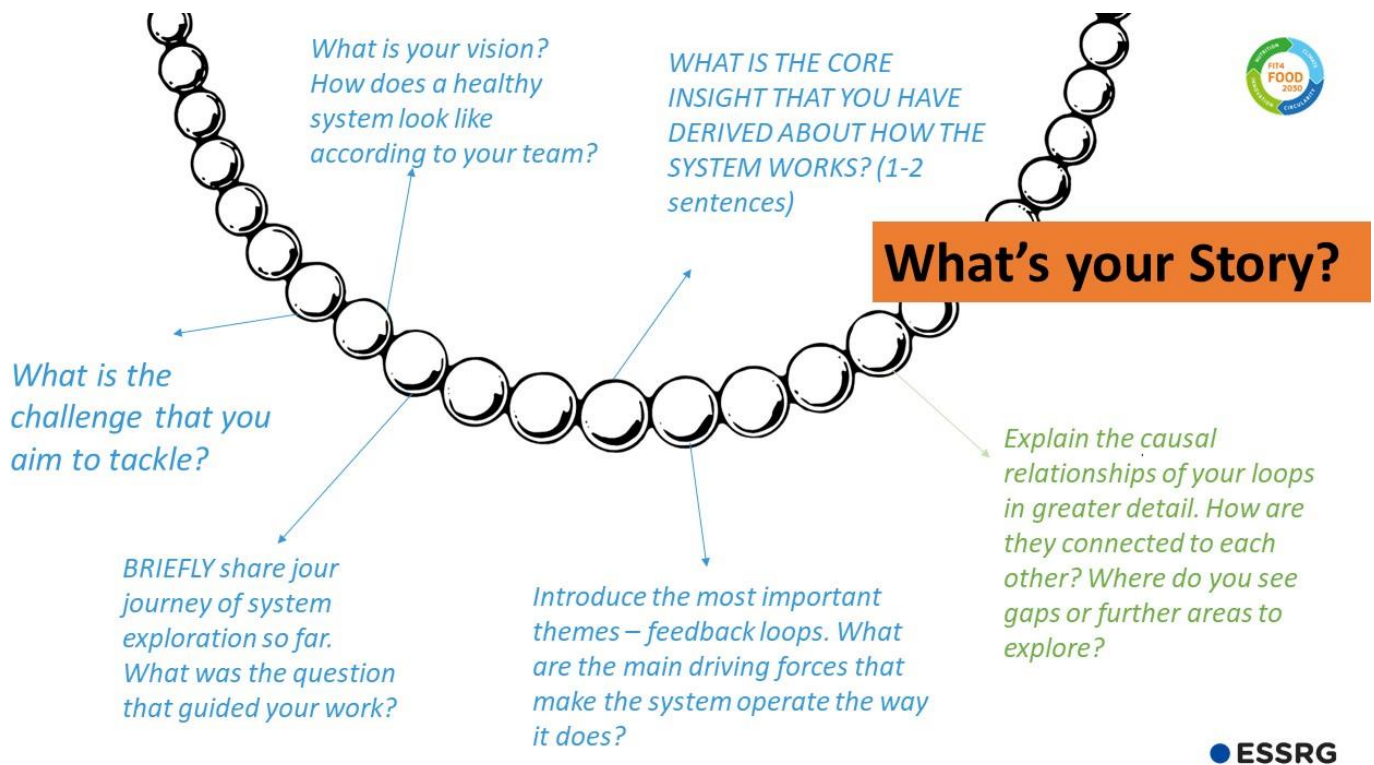 What is your vision?
How does a healthy
system look like
according to your team?
WHAT IS THE CORE
INSIGHT THAT YOU HAVE
DERIVED ABOUT HOW THE
SYSTEM WORKS? (1-2
sentences)
NUTRITION
CLIMATE
CIRCULARITY
INNOVATION
FIT4
FOOD
2030
What's your Story?
What is the
challenge that you
aim to tackle?
BRIEFLY share jour
journey of system
exploration so far.
What was the question
that guided your work?
Introduce the most important
themes – feedback loops. What
are the main driving forces that
make the system operate the way
it does?
Explain the causal
relationships of your loops
in greater detail. How are
they connected to each
other? Where do you see
gaps or further areas to
explore?
ESSRG